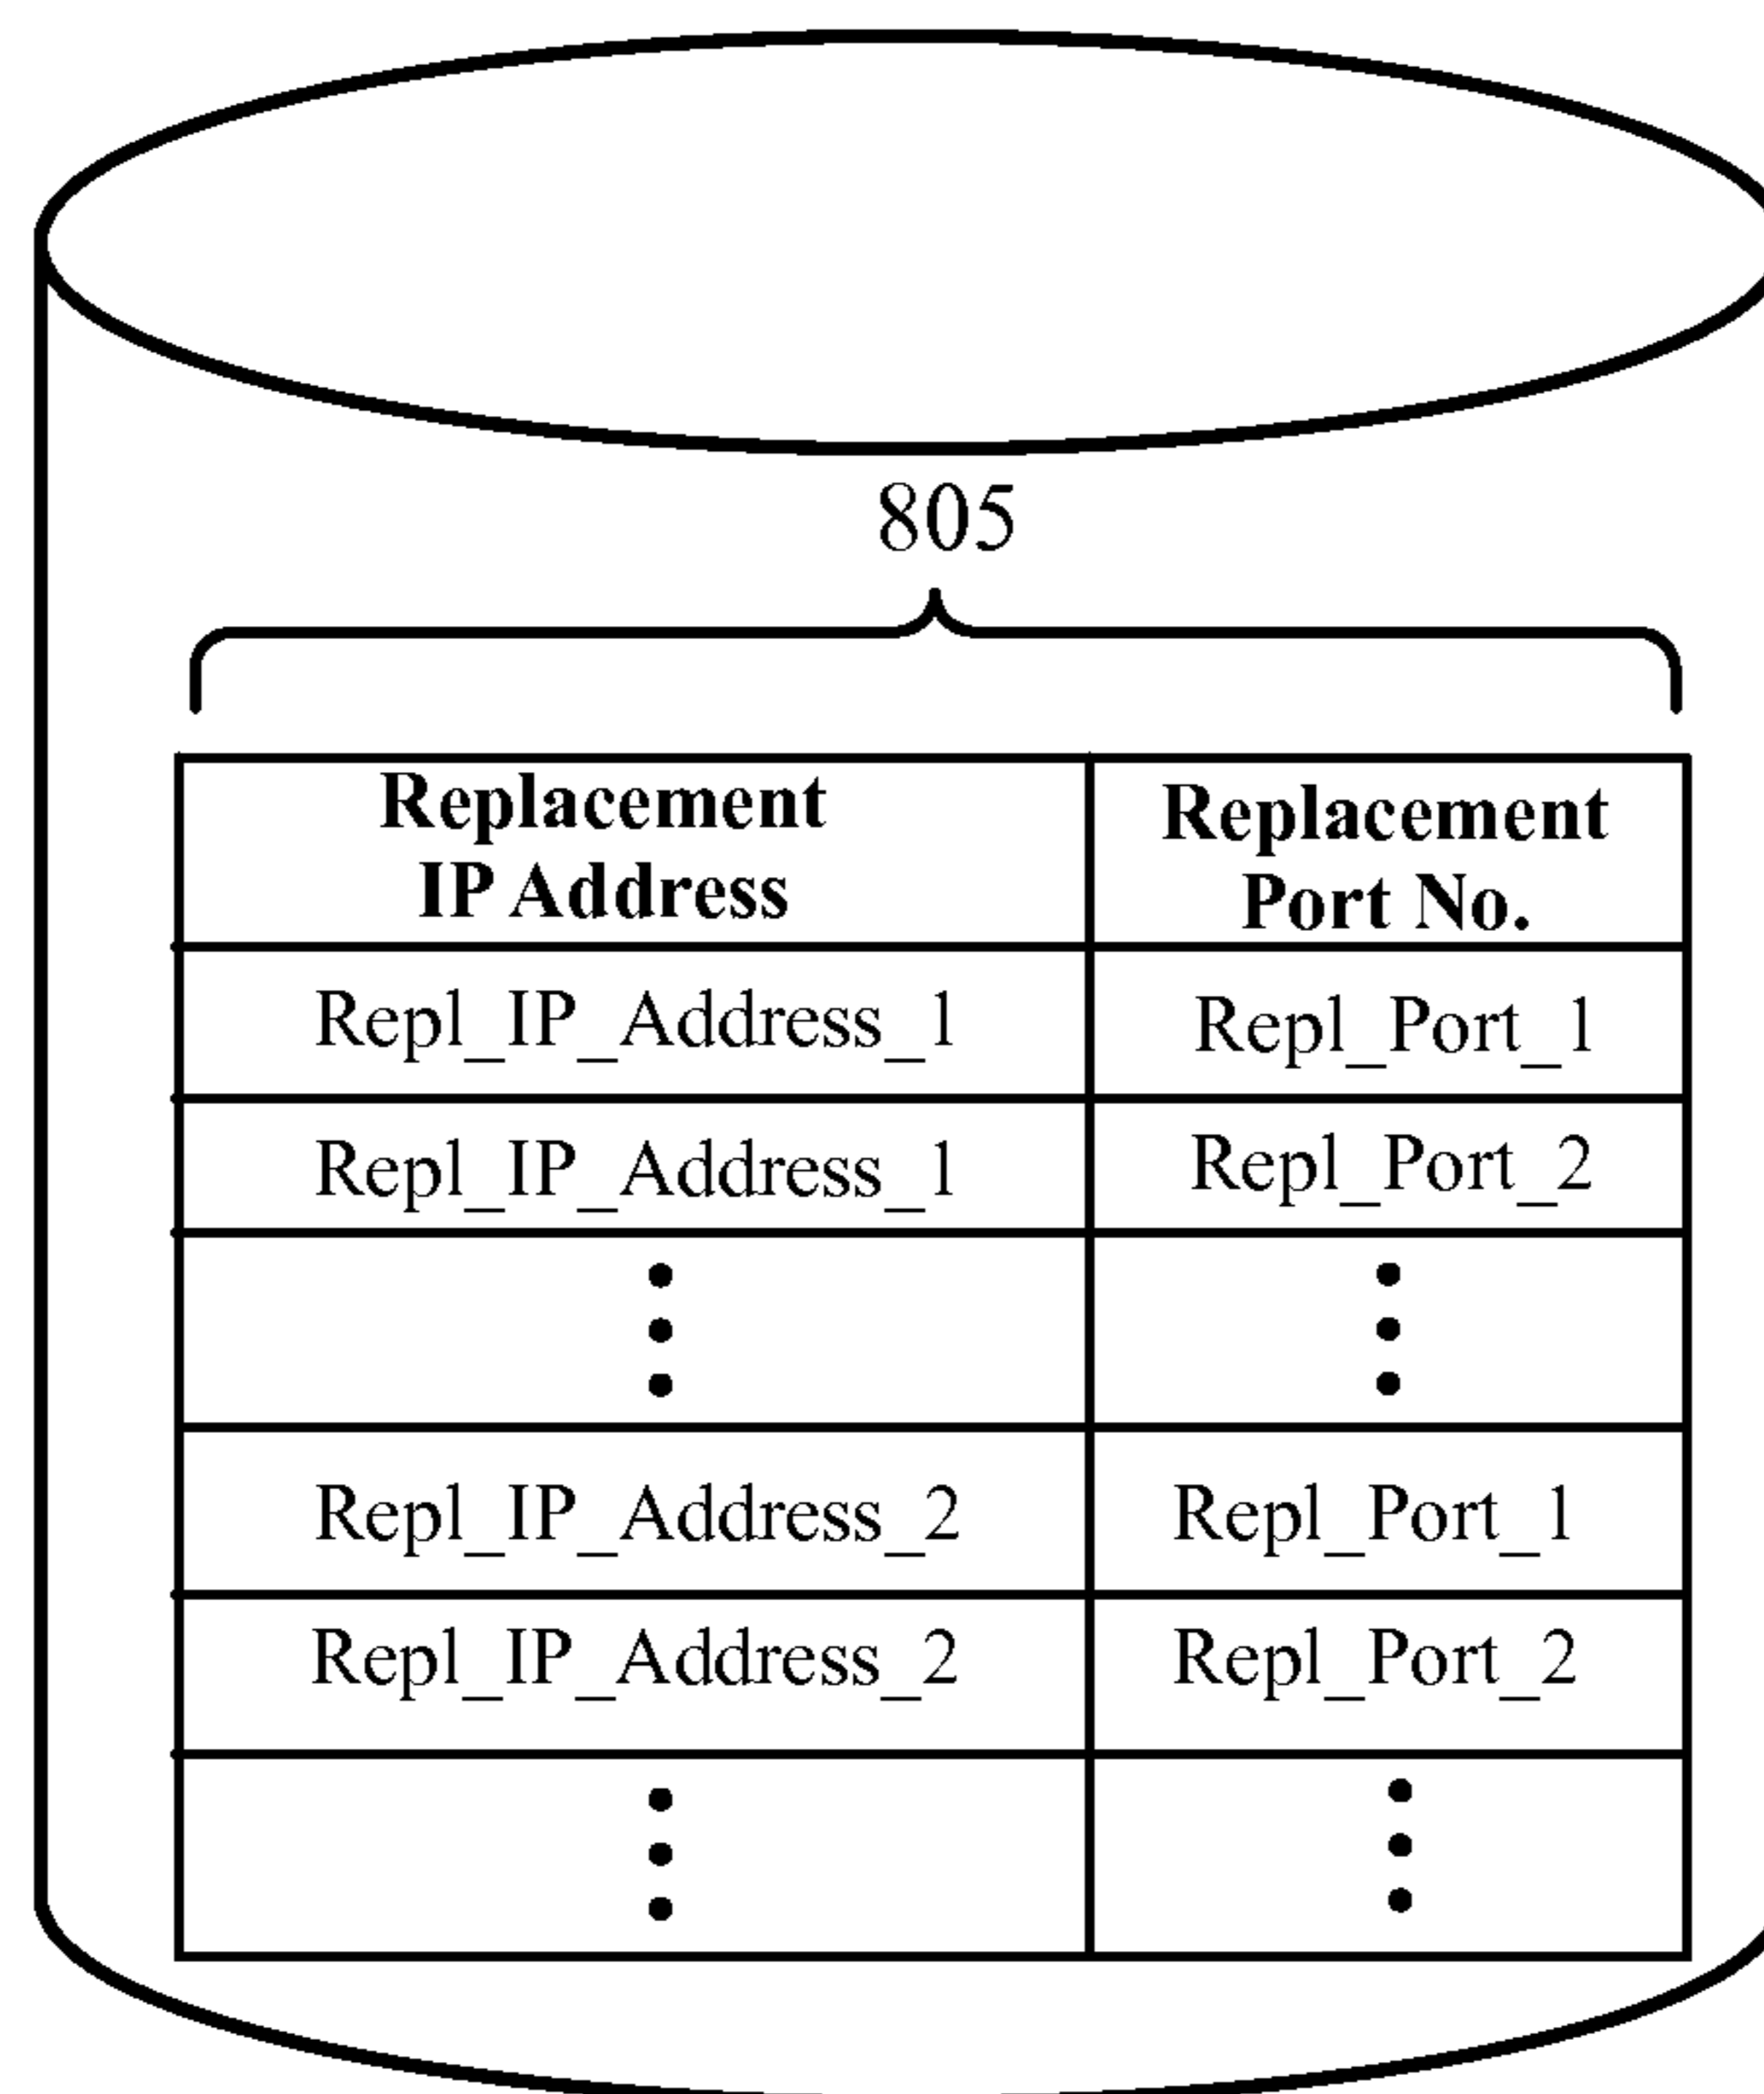 805
Replacement
IP Address
Replacement
Port No.
Repl_IP_Address_1
Repl_Port_1
Repl_IP_Address_1
Repl_Port_2
Repl_IP_Address_2
Repl_Port_1
Repl_IP_Address_2
Repl_Port_2